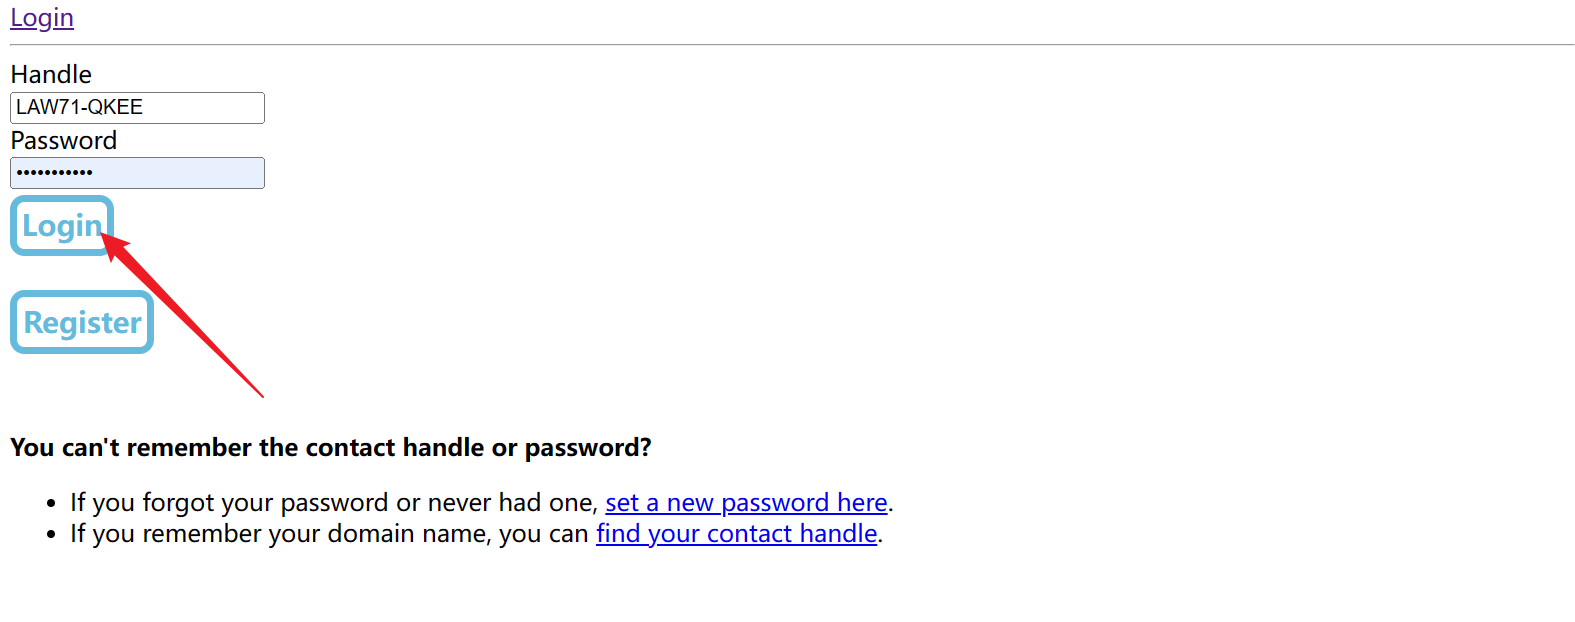 Login
Handle
LAW71-QKEE
Password
•••••••••••
Login
Register
You can't remember the contact handle or password?
• If you forgot your password or never had one, set a new password here.
• If you remember your domain name, you can find your contact handle.